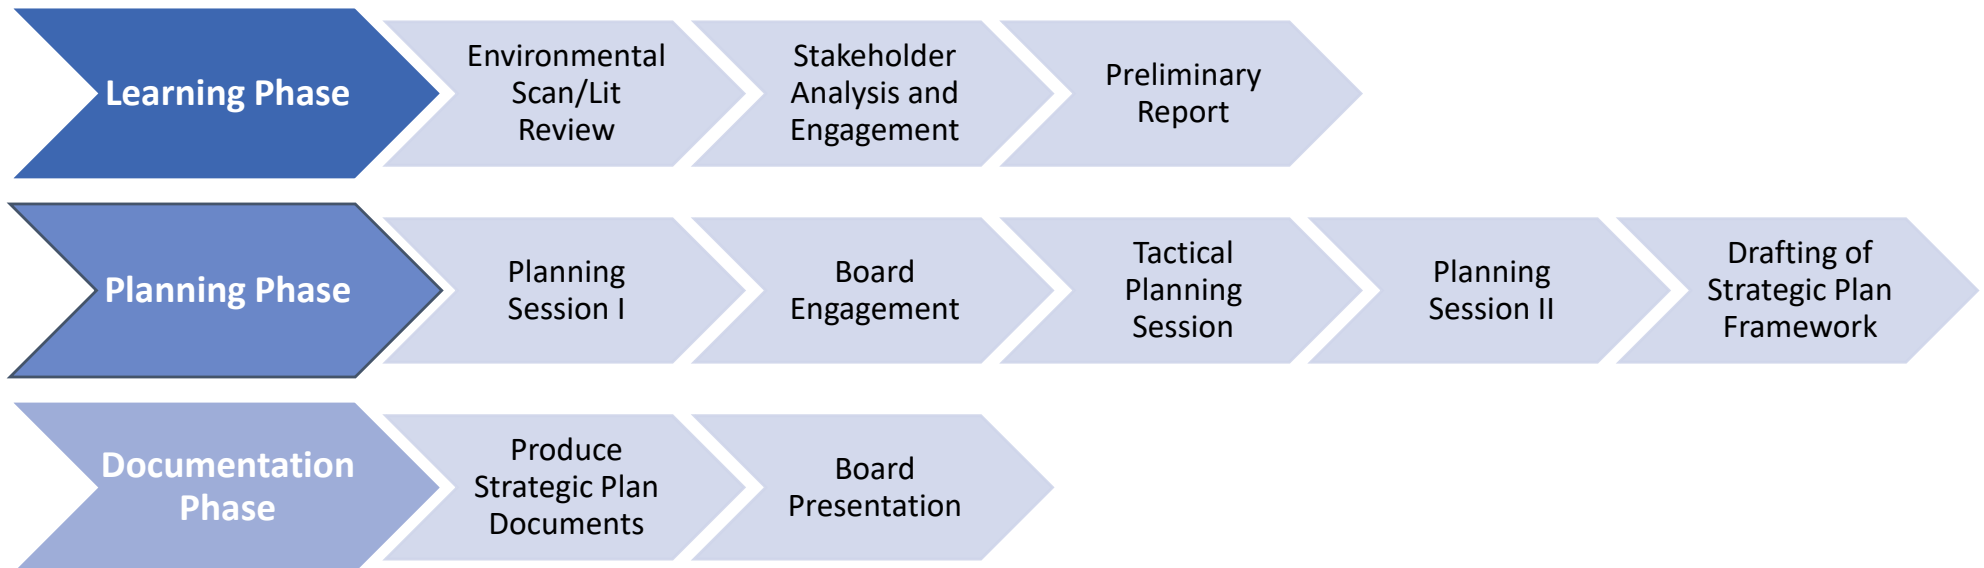 Learning Phase
Environmental
Scan/Lit
Review
Stakeholder
Analysis and
Engagement
Preliminary
Report
Planning Phase
Planning
Session I
Board
Engagement
Tactical
Planning
Session
Planning
Session II
Drafting of
Strategic Plan
Framework
Documentation
Phase
Produce
Strategic Plan
Documents
Board
Presentation